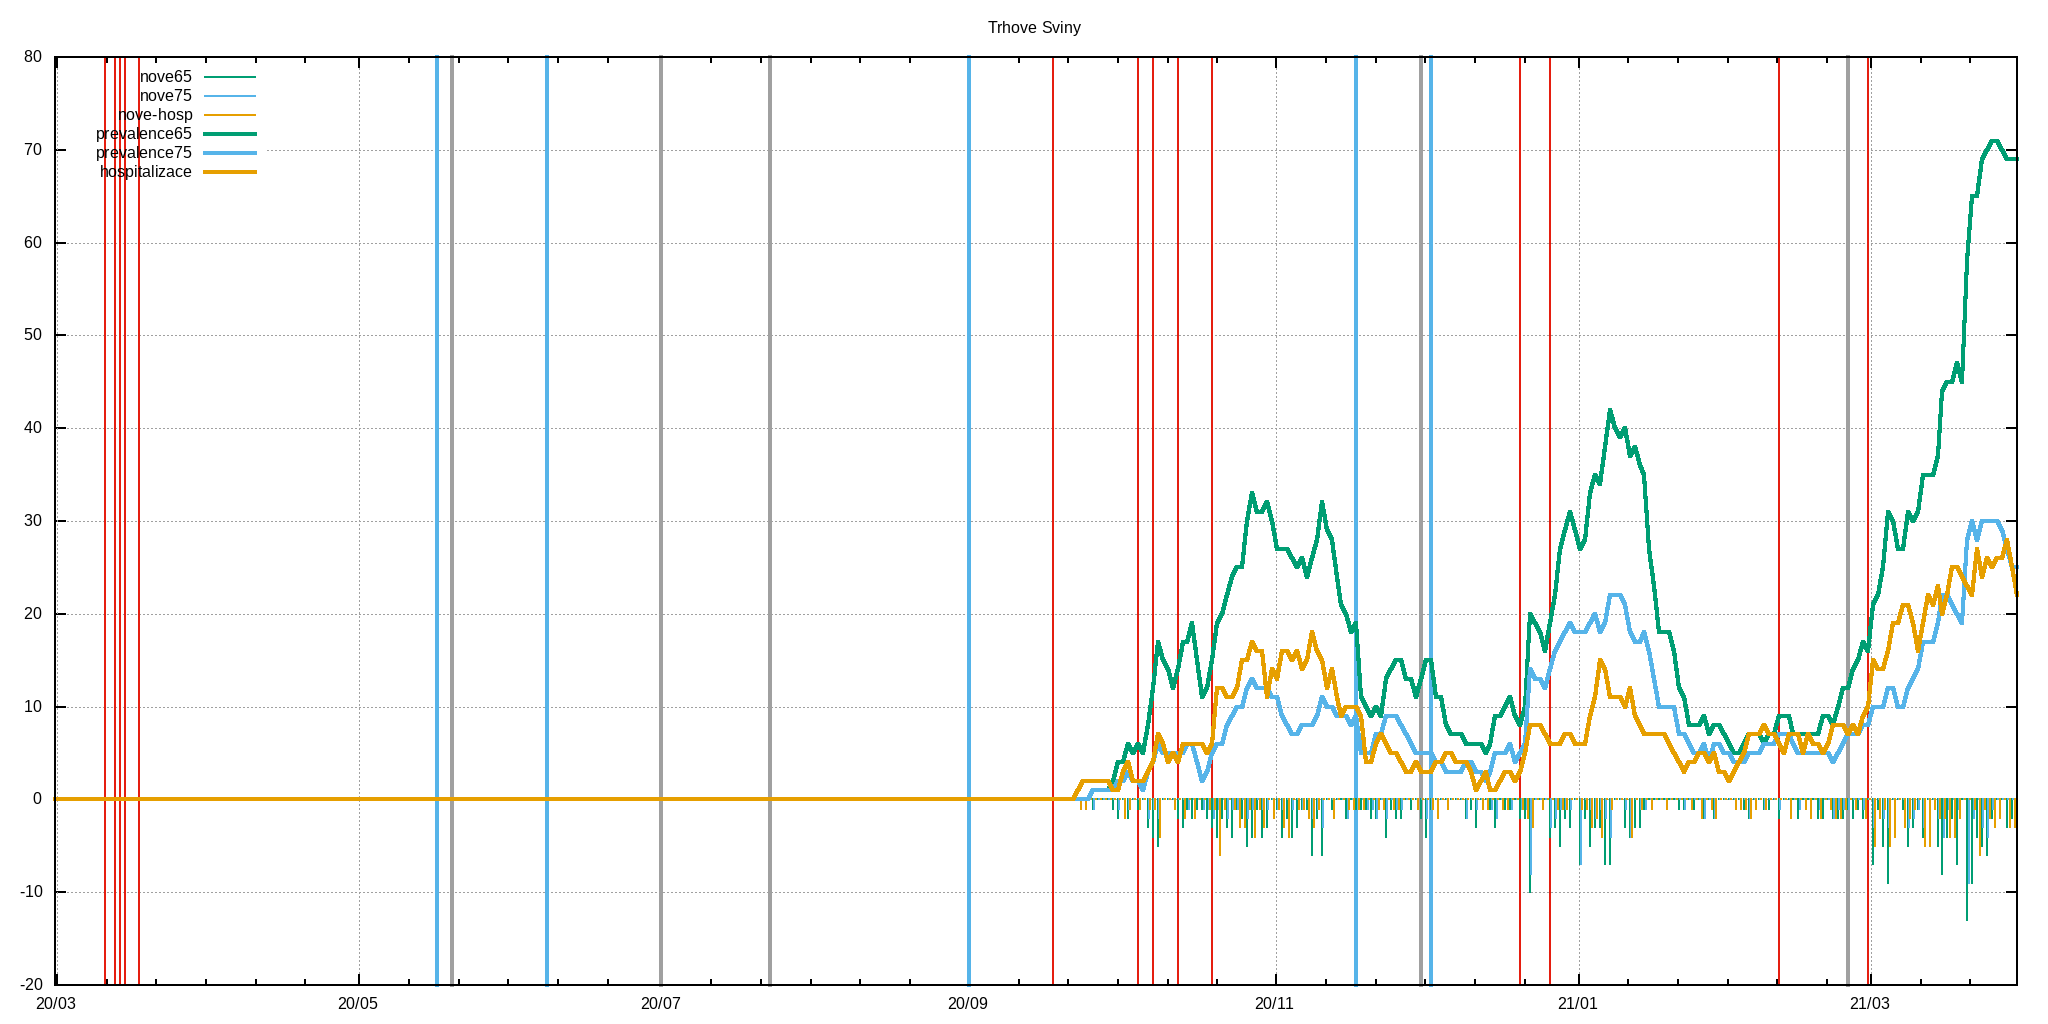 Trhove Sviny
80
70
60
50
40
30
20
10
0
-10
-20
nove65
nove75
nove-hosp
prevalence65
prevalence75
hospitalizace
20/03 20/05 20/07 20/09 20/11 21/01 21/03